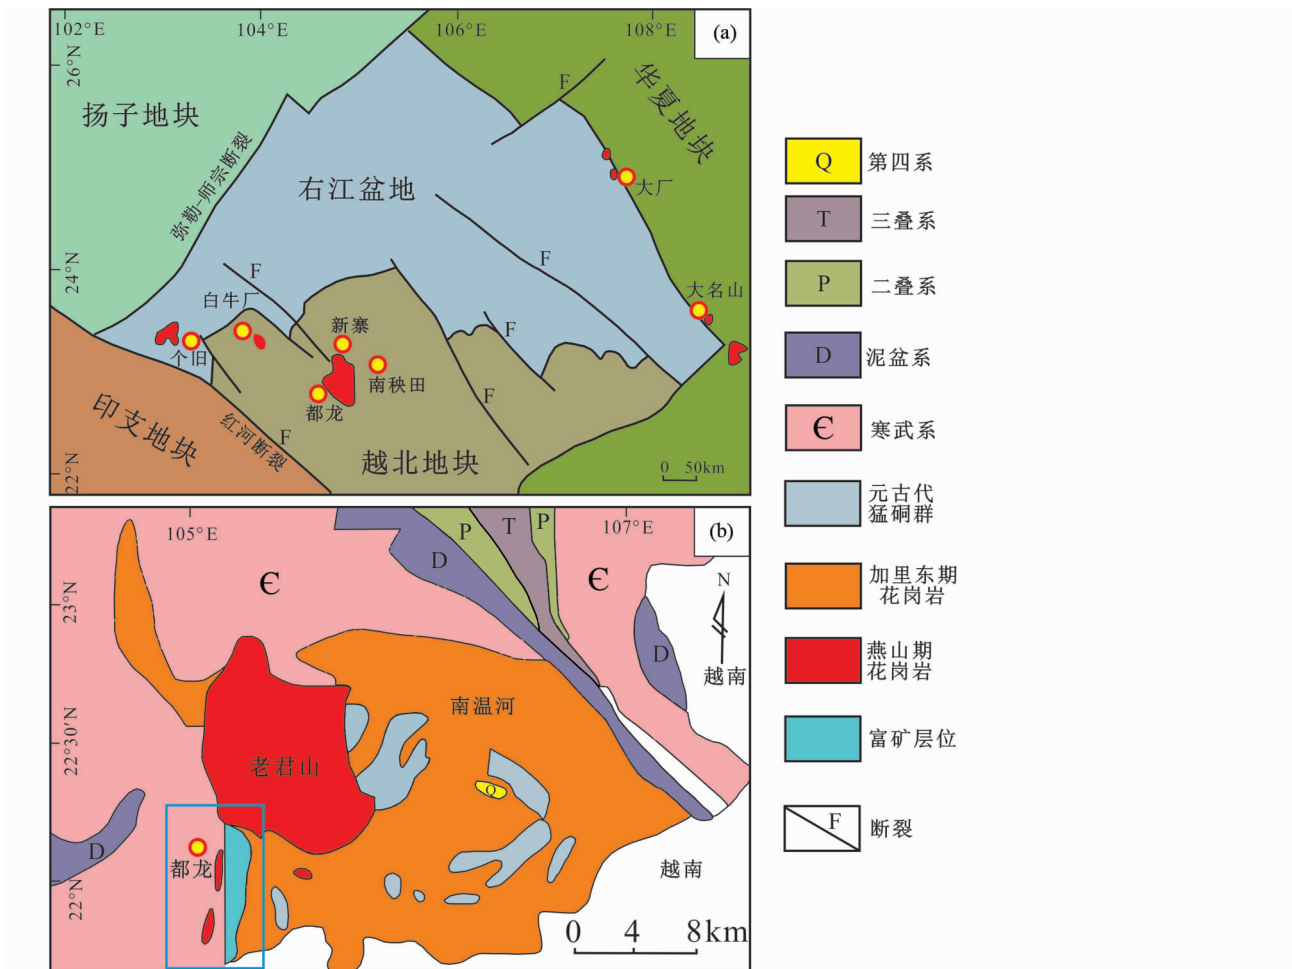 102°E
104°E
106°E
108°E
(a)
26°N
24°N
22°N
扬子地块
华夏地块
弥勒-师宗断裂
右江盆地
F
大厂
F
F
白牛厂
新寨
大名山
个旧
南秧田
F
都龙
F
印支地块
红河断裂
F
越北地块
0 50km
105°E
107°E
(b)
23°N
22°30′N
22°N
P
T
P
D
Є
Є
N
D
越南
南温河
老君山
Q
D
都龙
越南
0 4 8km
Q 第四系
T 三叠系
P 二叠系
D 泥盆系
Є 寒武系
元古代
猛硐群
加里东期
花岗岩
燕山期
花岗岩
富矿层位
F 断裂